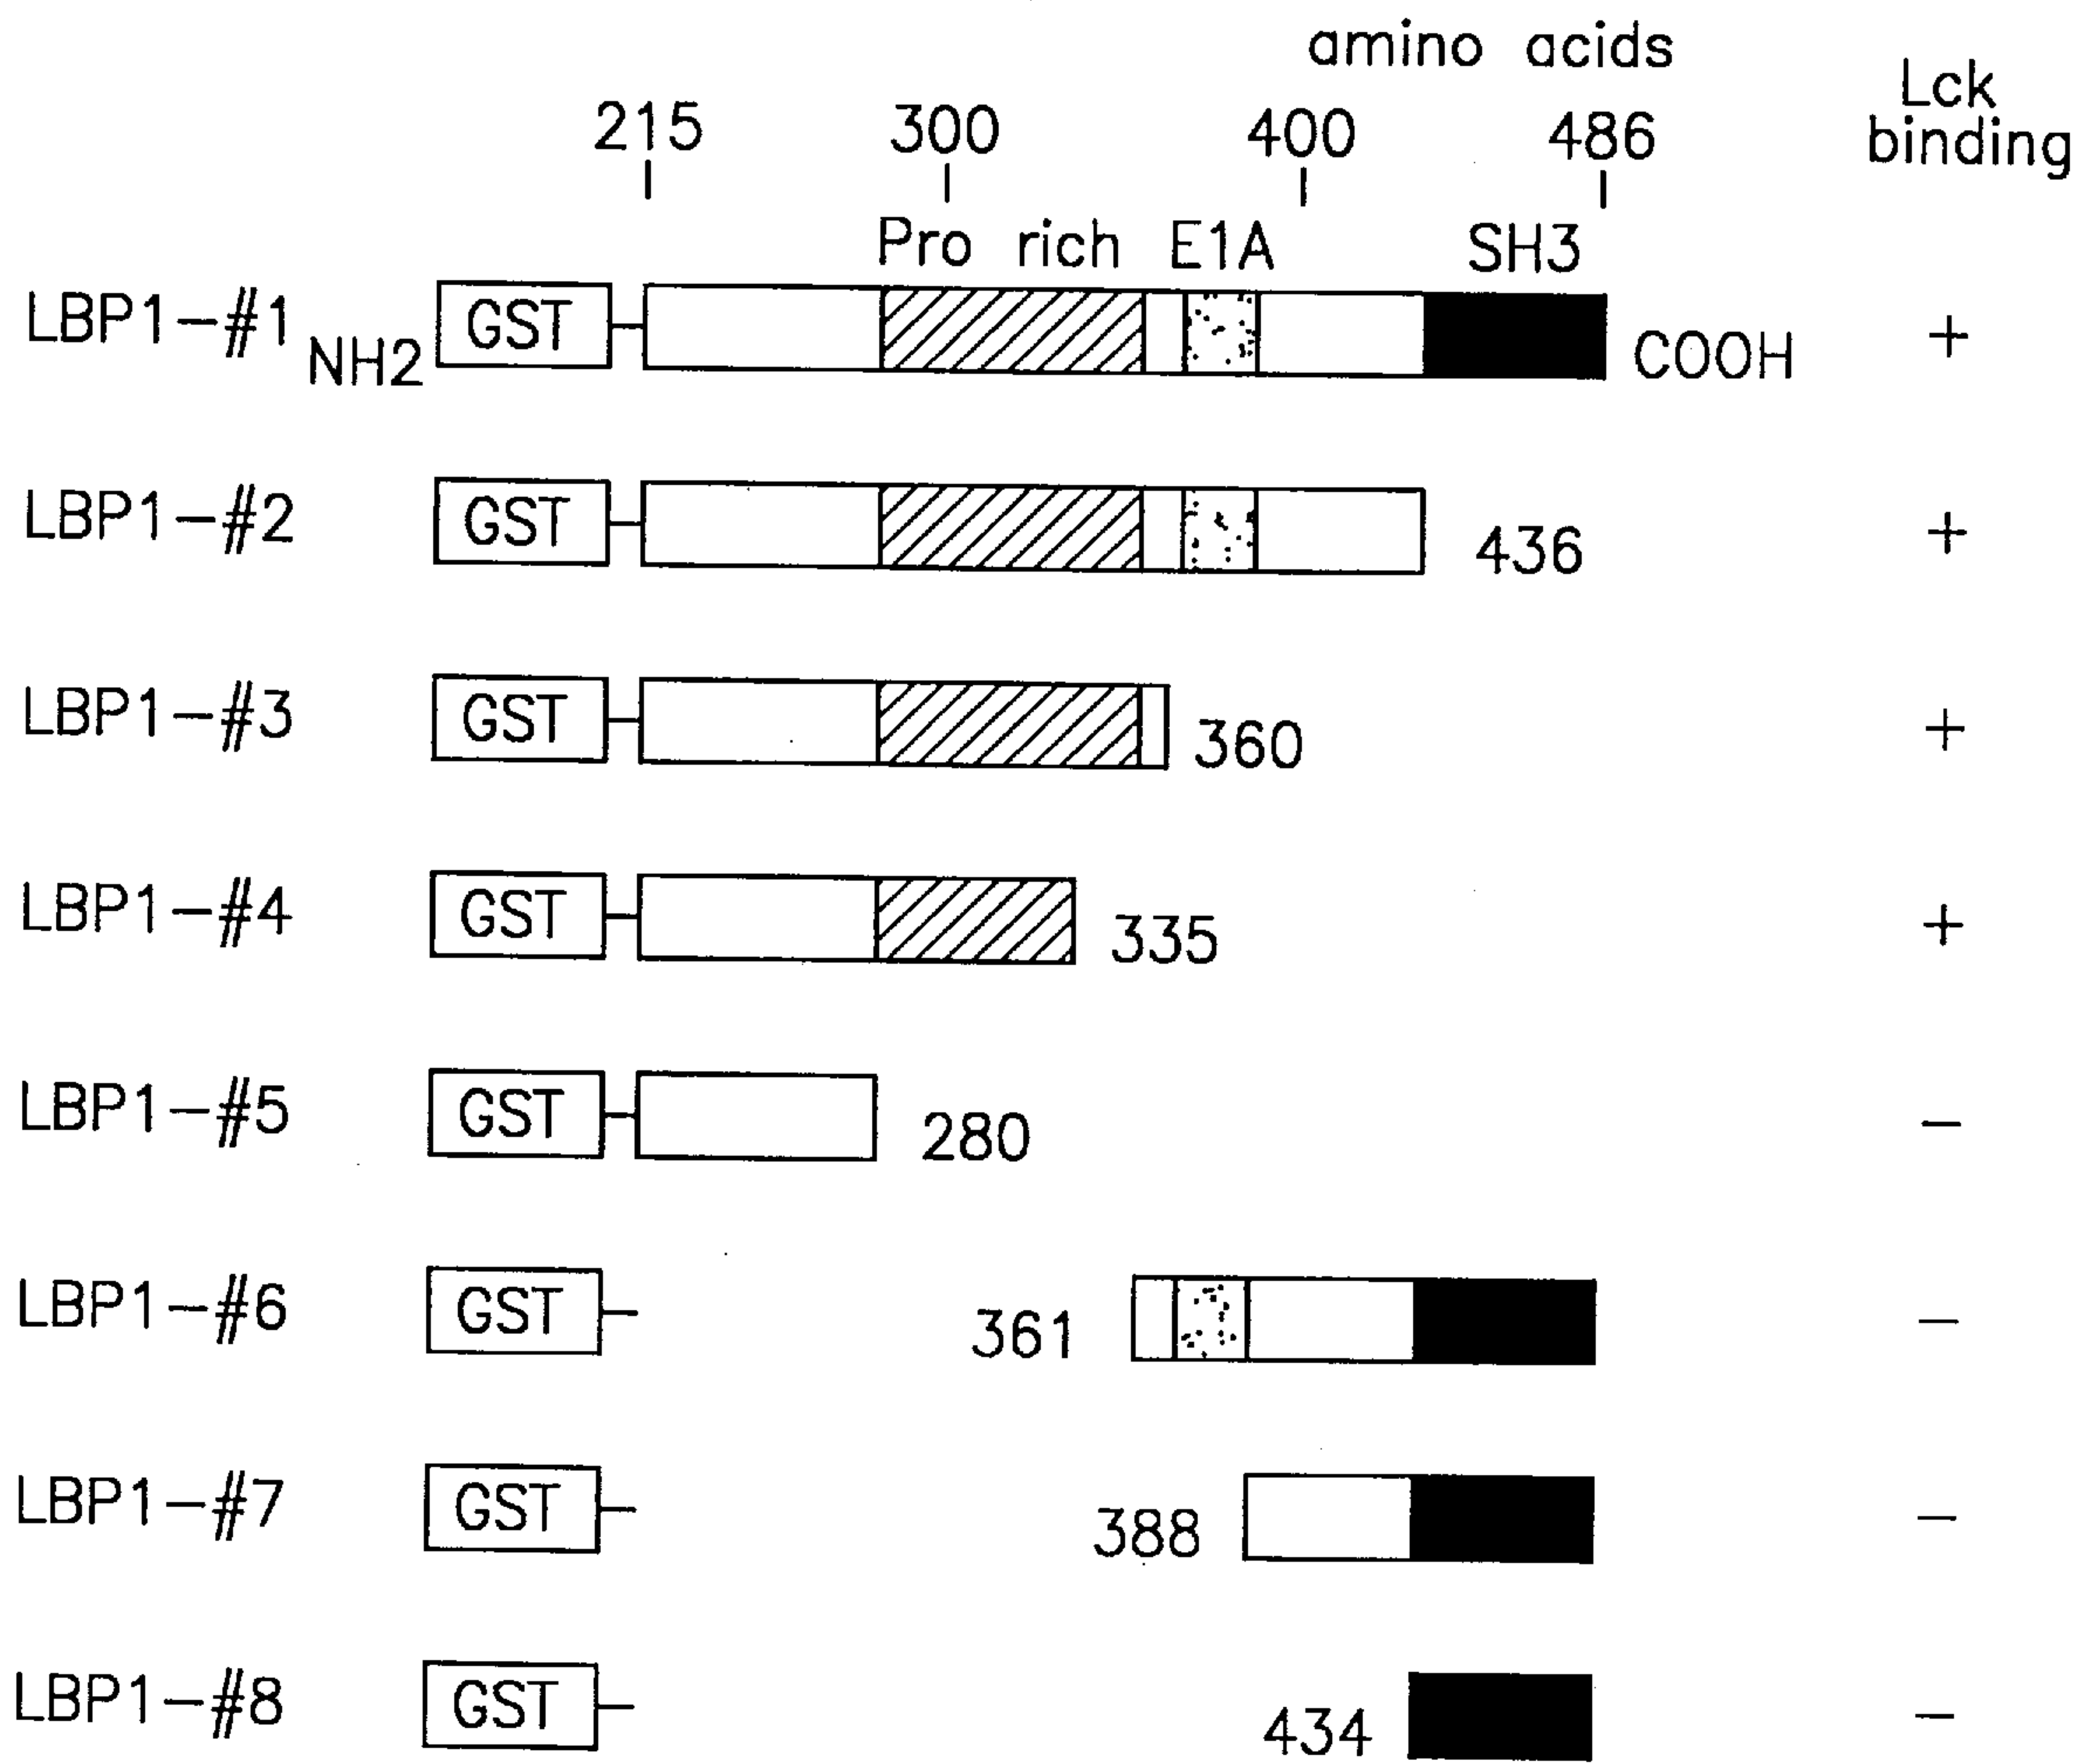 amino acids
Lck
binding
215 300 400 486
Pro rich E1A SH3
LBP1-#1 NH2 GST COOH +
LBP1-#2 GST 436 +
LBP1-#3 GST 360 +
LBP1-#4 GST 335 +
LBP1-#5 GST 280 -
LBP1-#6 GST 361 -
LBP1-#7 GST 388 -
LBP1-#8 GST 434 -